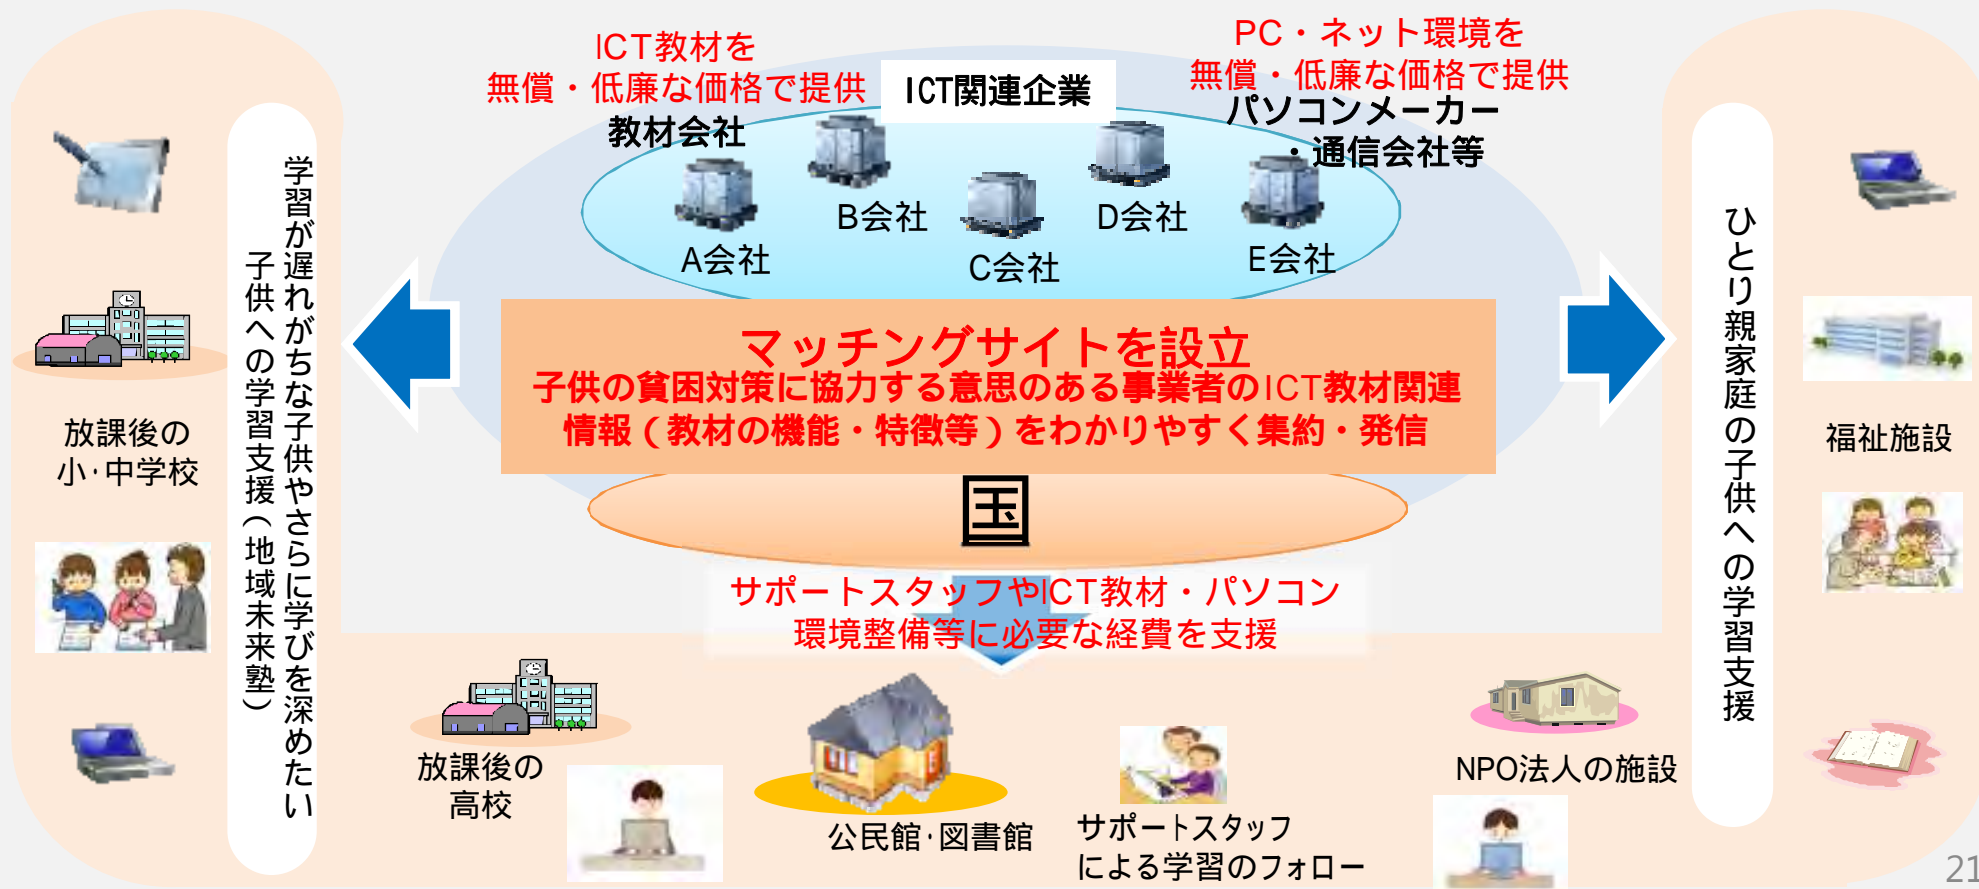 ICT教材を
無償・低廉な価格で提供
教材会社
ICT関連企業
PC・ネット環境を
無償・低廉な価格で提供
パソコンメーカー
・通信会社等
A会社
B会社
C会社
D会社
E会社
マッチングサイトを設立
子供の貧困対策に協力する意思のある事業者のICT教材関連
情報（教材の機能・特徴等）をわかりやすく集約・発信
国
サポートスタッフやICT教材・パソコン
環境整備等に必要な経費を支援
学習が遅れがちな子供やさらに学びを深めたい
子供への学習支援（地域未来塾）
放課後の
小・中学校
ひとり親家庭の子供への学習支援
福祉施設
放課後の
高校
公民館・図書館
サポートスタッフ
による学習のフォロー
NPO法人の施設
21